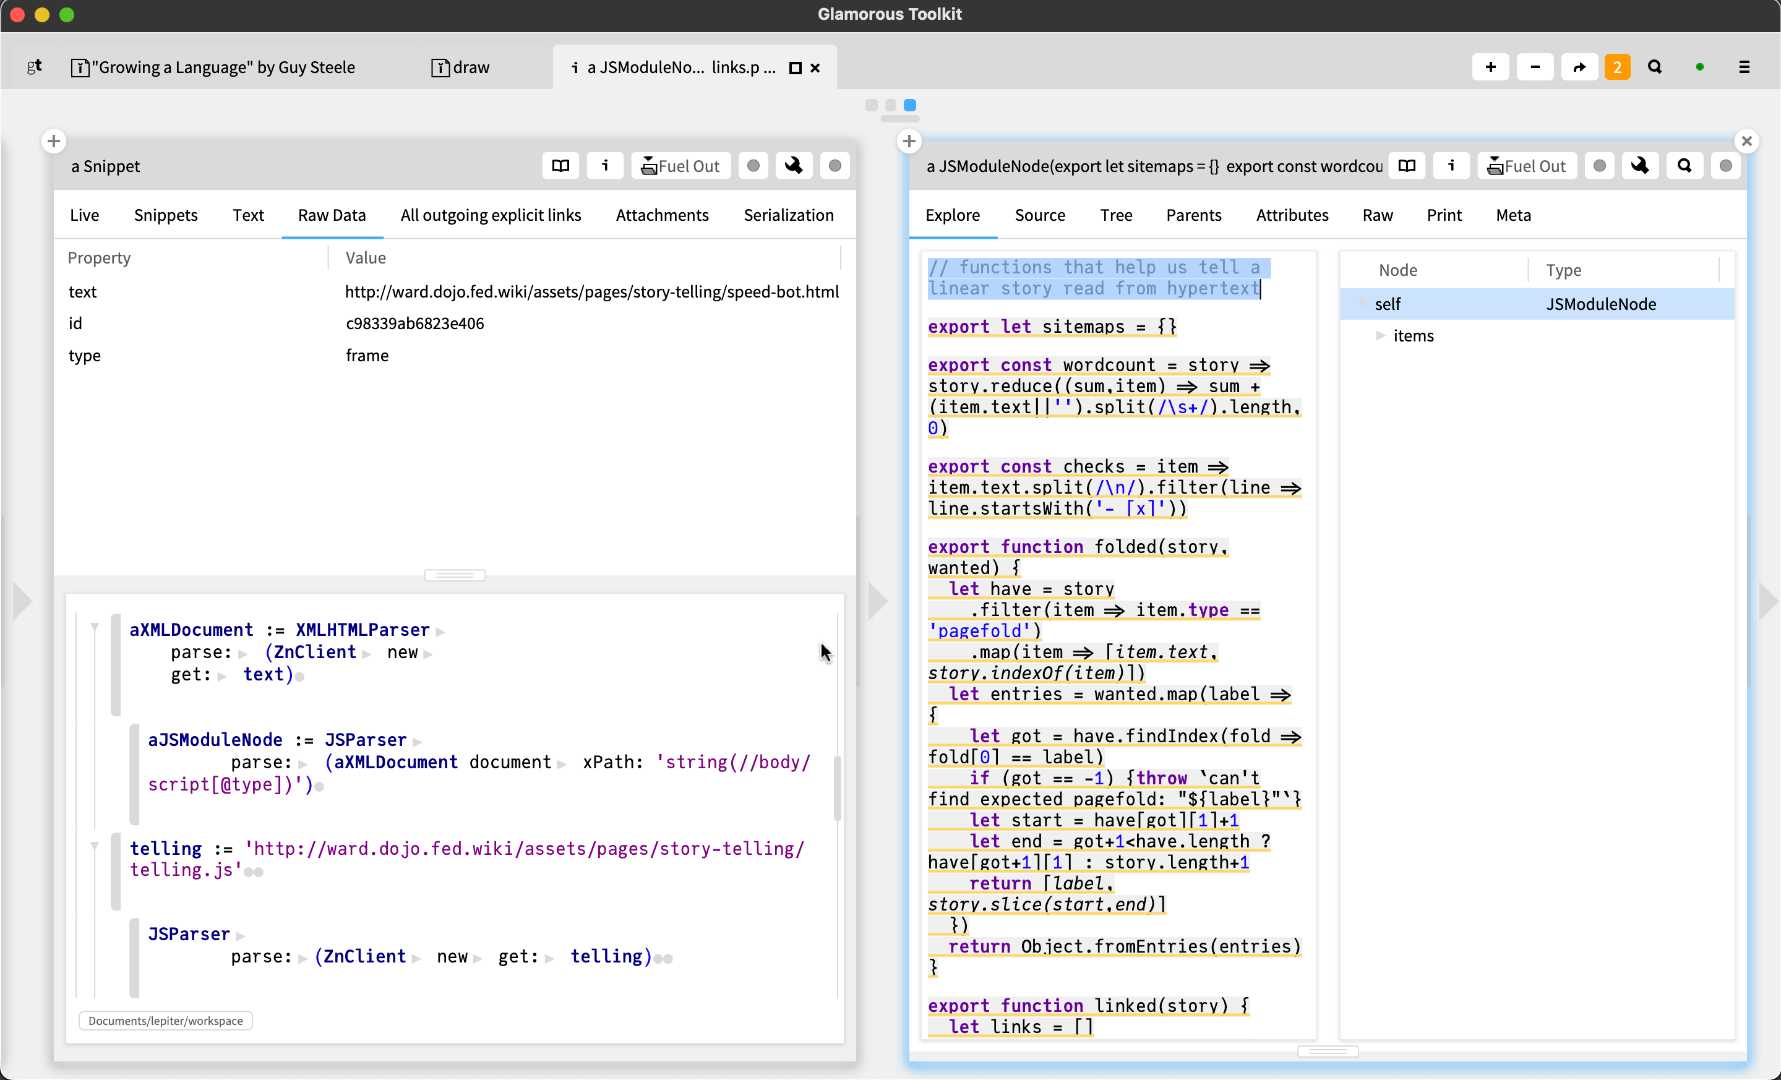 Glamorous Toolkit
gt
"Growing a Language" by Guy Steele
draw
a JSModuleNo... links.p ...
2
a Snippet
Fuel Out
Live Snippets Text Raw Data All outgoing explicit links Attachments Serialization
Property Value
text http://ward.dojo.fed.wiki/assets/pages/story-telling/speed-bot.html
id c98339ab6823e406
type frame
aXMLDocument := XMLHTMLParser
parse: (ZnClient new
get: text)
aJSModuleNode := JSParser
parse: (aXMLDocument document xPath: 'string(//body/
script[@type])')
telling := 'http://ward.dojo.fed.wiki/assets/pages/story-telling/
telling.js'
JSParser
parse: (ZnClient new get: telling)
Documents/lepiter/workspace
a JSModuleNode(export let sitemaps = {} export const wordcou
Fuel Out
Explore Source Tree Parents Attributes Raw Print Meta
// functions that help us tell a
linear story read from hypertext
export let sitemaps = {}
export const wordcount = story =>
story.reduce((sum,item) => sum +
(item.text||'').split(/\s+/).length,
0)
export const checks = item =>
item.text.split(/\n/).filter(line =>
line.startsWith('- [x]'))
export function folded(story,
wanted) {
let have = story
.filter(item => item.type ==
'pagefold')
.map(item => [item.text,
story.indexOf(item)])
let entries = wanted.map(label =>
{
let got = have.findIndex(fold =>
fold[0] == label)
if (got == -1) {throw `can't
find expected pagefold: "${label}"`}
let start = have[got][1]+1
let end = got+1<have.length ?
have[got+1][1] : story.length+1
return [label,
story.slice(start,end)]
})
return Object.fromEntries(entries)
}
export function linked(story) {
let links = []
Node Type
self JSModuleNode
items